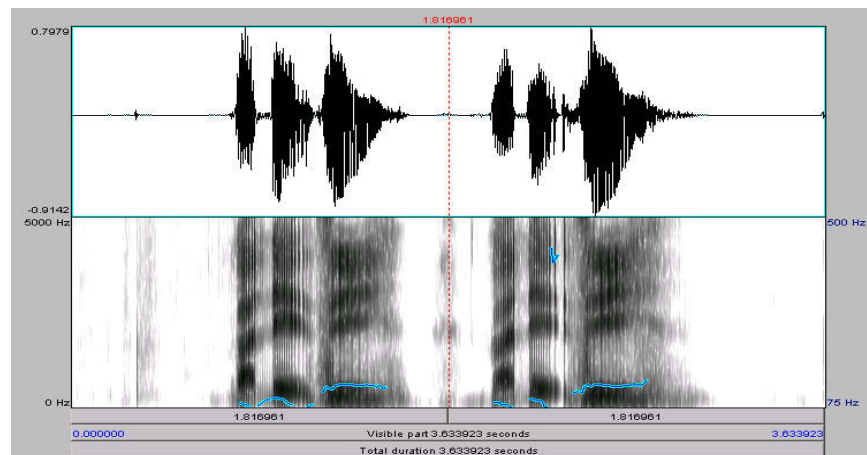 1.816961
0.7979
-0.9142
5000 Hz 500 Hz
0 Hz 75 Hz
1.816961 1.816961
0.000000 Visible part 3.633923 seconds 3.633923
Total duration 3.633923 seconds